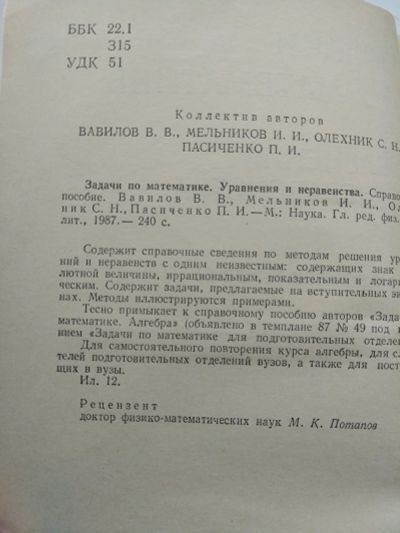 ББК 22.1
З15
УДК 51
Коллектив авторов
ВАВИЛОВ В. В., МЕЛЬНИКОВ И. И., ОЛЕХНИК С. Н.
ПАСИЧЕНКО П. И.
Задачи по математике. Уравнения и неравенства. Справо
пособие. Вавилов В. В., Мельников И. И., Ол
ник С. Н., Пасиченко П. И.—М.: Наука. Гл. ред. физ.
лит., 1987.— 240 с.
Содержит справочные сведения по методам решения ура
ний и неравенств с одним неизвестным: содержащих знак
лютной величины, иррациональным, показательным и логари
ческим. Содержит задачи, предлагаемые на вступительных эк
нах. Методы иллюстрируются примерами.
Тесно примыкает к справочному пособию авторов «Зада
математике. Алгебра» (объявлено в темплане 87 № 49 под н
нием «Задачи по математике для подготовительных отделен
Для самостоятельного повторения курса алгебры, для сл
телей подготовительных отделений вузов, а также для пост
щих в вузы.
Ил. 12.
Рецензент
доктор физико-математических наук М. К. Потапов